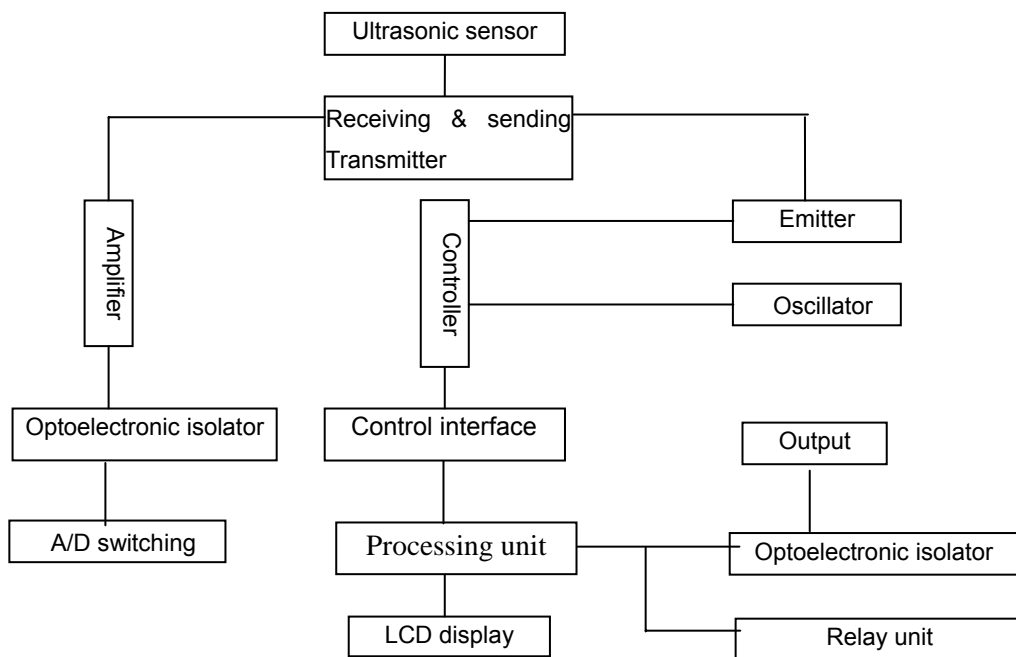 Ultrasonic sensor
Receiving & sending
Transmitter
Amplifier
Controller
Emitter
Oscillator
Optoelectronic isolator
Control interface
Output
A/D switching
Processing unit
Optoelectronic isolator
LCD display
Relay unit